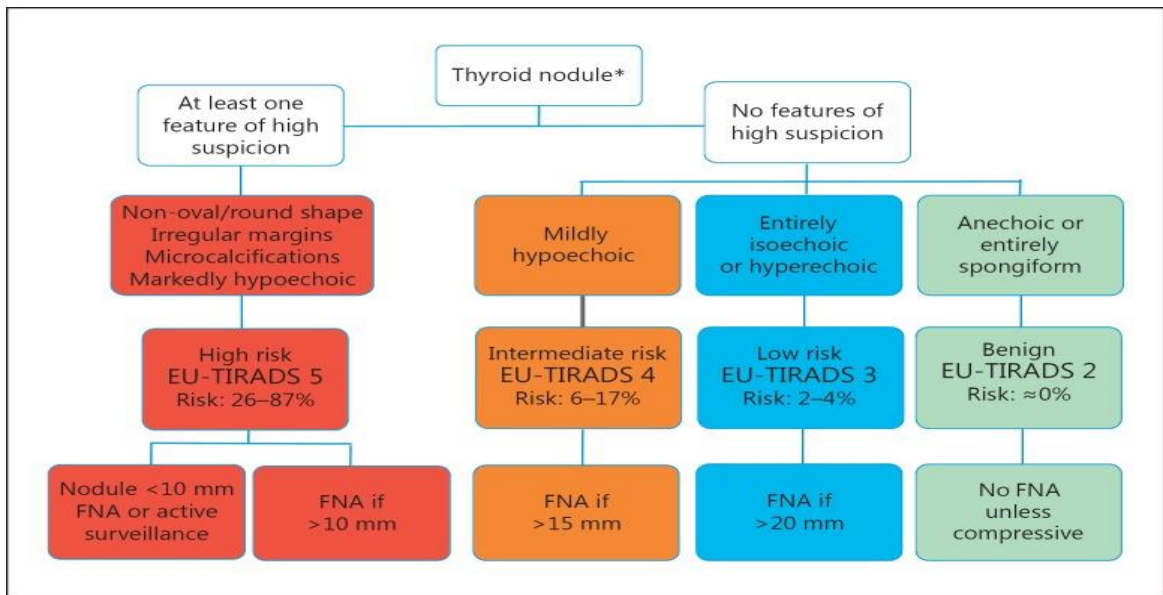 Thyroid nodule*
At least one
feature of high
suspicion
No features of
high suspicion
Non-oval/round shape
Irregular margins
Microcalcifications
Markedly hypoechoic
Mildly
hypoechoic
Entirely
isoechoic
or hyperechoic
Anechoic or
entirely
spongiform
High risk
EU-TIRADS 5
Risk: 26–87%
Intermediate risk
EU-TIRADS 4
Risk: 6–17%
Low risk
EU-TIRADS 3
Risk: 2–4%
Benign
EU-TIRADS 2
Risk: ≈0%
Nodule <10 mm
FNA or active
surveillance
FNA if
>10 mm
FNA if
>15 mm
FNA if
>20 mm
No FNA
unless
compressive